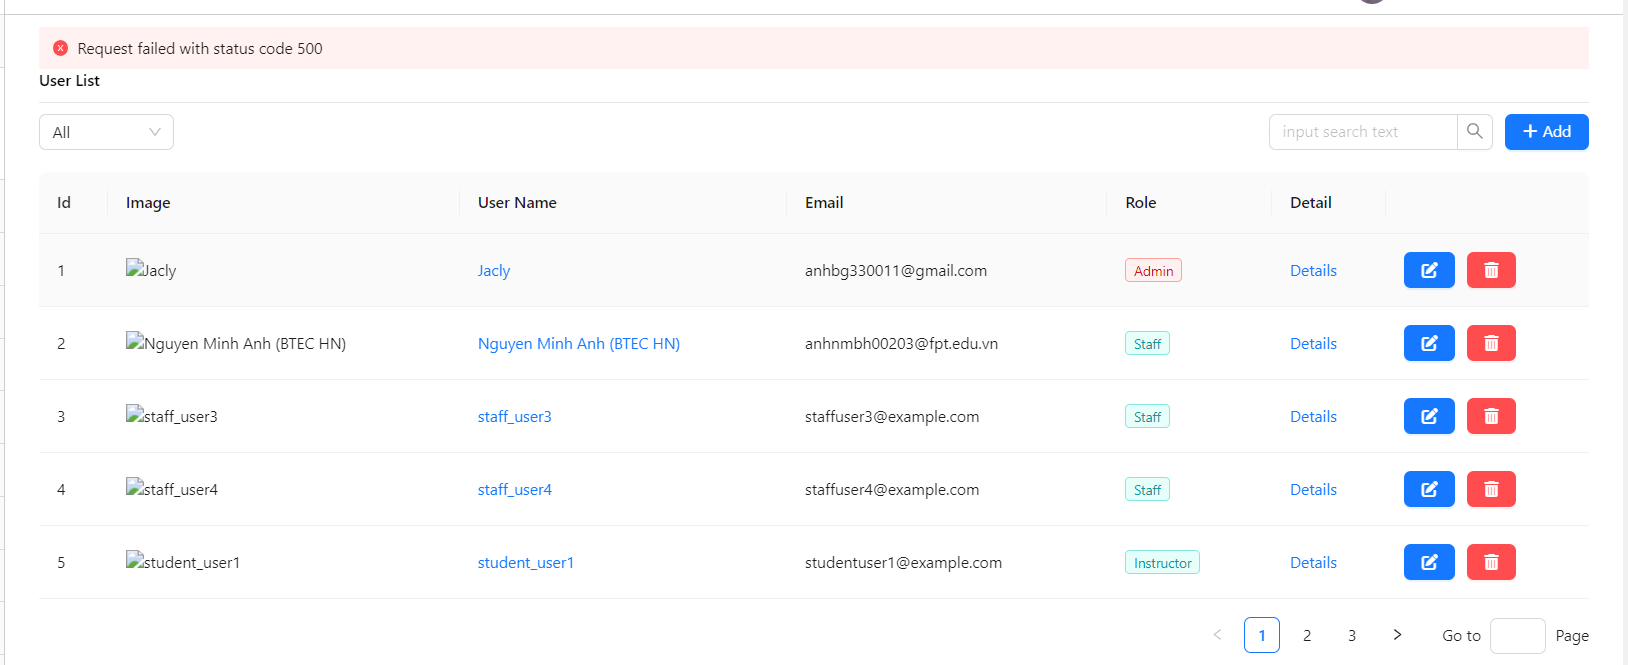 Request failed with status code 500
User List
All
input search text
Add
Id Image User Name Email Role Detail
1 Jacly Jacly anhbg330011@gmail.com Admin Details
2 Nguyen Minh Anh (BTEC HN) Nguyen Minh Anh (BTEC HN) anhnmbh00203@fpt.edu.vn Staff Details
3 staff_user3 staff_user3 staffuser3@example.com Staff Details
4 staff_user4 staff_user4 staffuser4@example.com Staff Details
5 student_user1 student_user1 studentuser1@example.com Instructor Details
< 1 2 3 > Go to Page